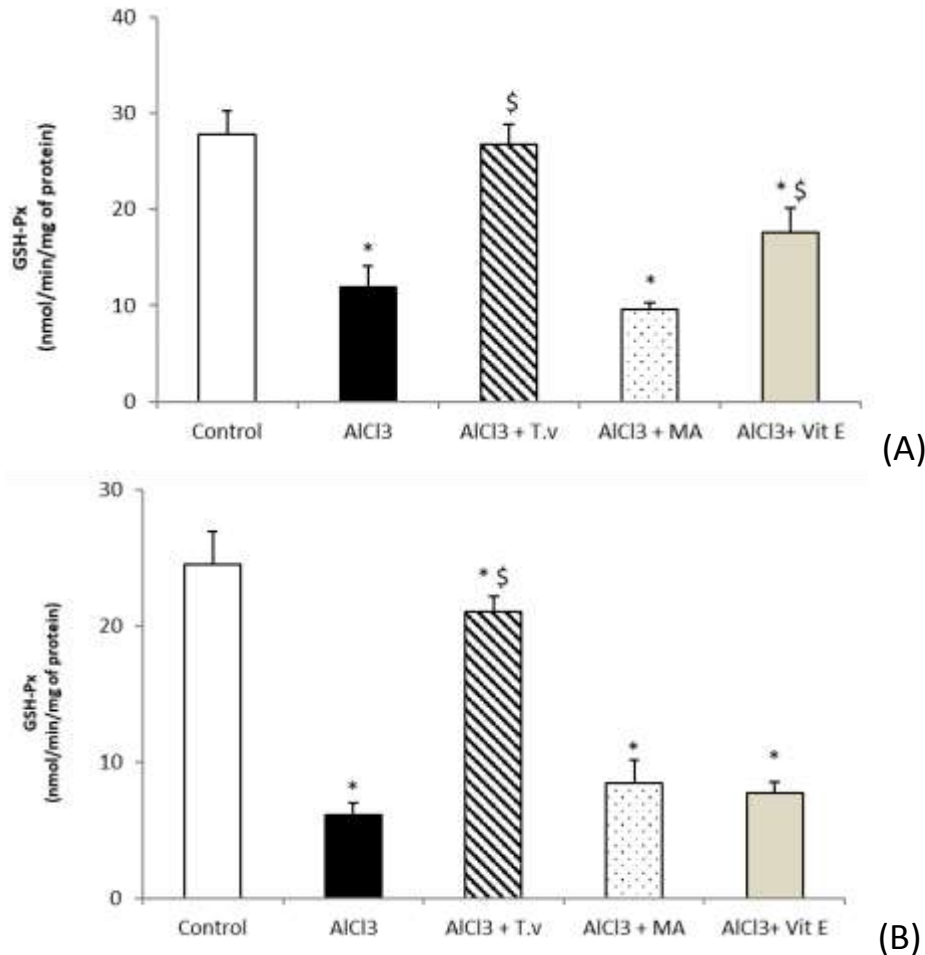 40
30
20
10
0
GSH-Px
(nmol/min/mg of protein)
*
$
*
* $
Control
AlCl3
AlCl3 + T.v
AlCl3 + MA
AlCl3+ Vit E
(A)
30
20
10
0
GSH-Px
(nmol/min/mg of protein)
*
* $
*
*
Control
AlCl3
AlCl3 + T.v
AlCl3 + MA
AlCl3+ Vit E
(B)